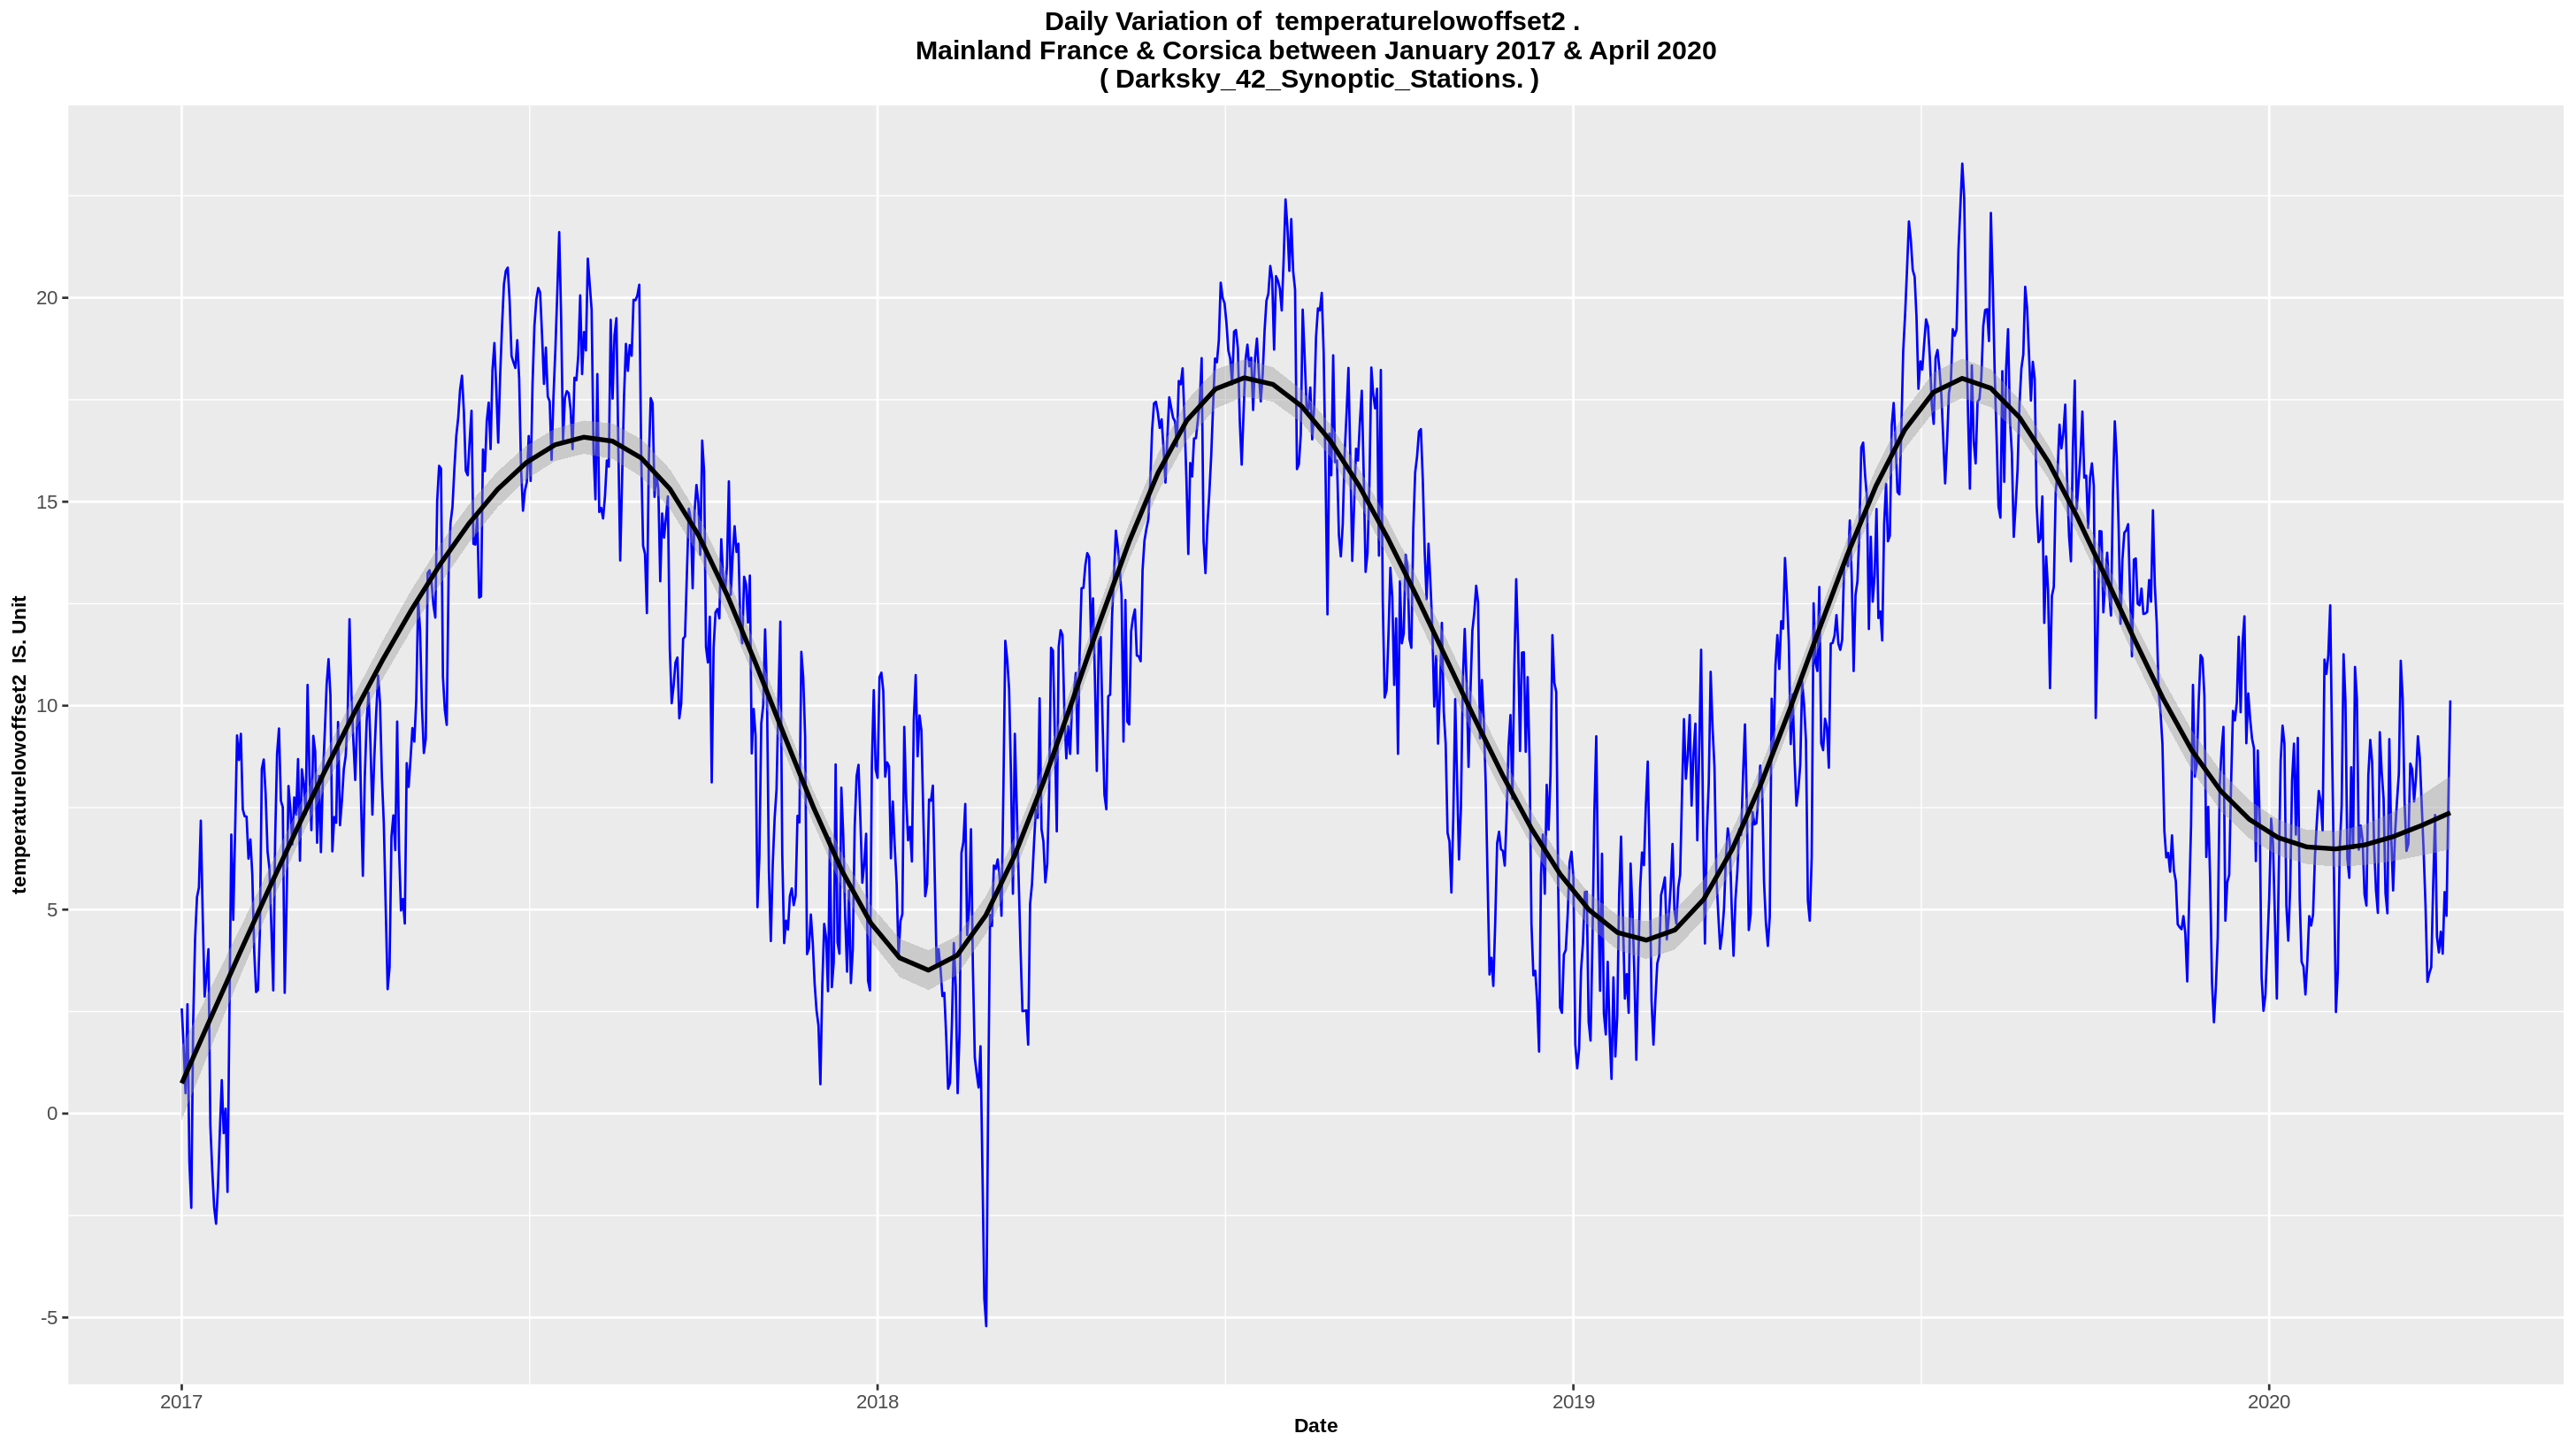 Daily Variation of  temperaturelowoffset2 .
Mainland France & Corsica between January 2017 & April 2020
( Darksky_42_Synoptic_Stations. )
temperaturelowoffset2  IS. Unit
20
15
10
5
0
-5
2017
2018
2019
2020
Date